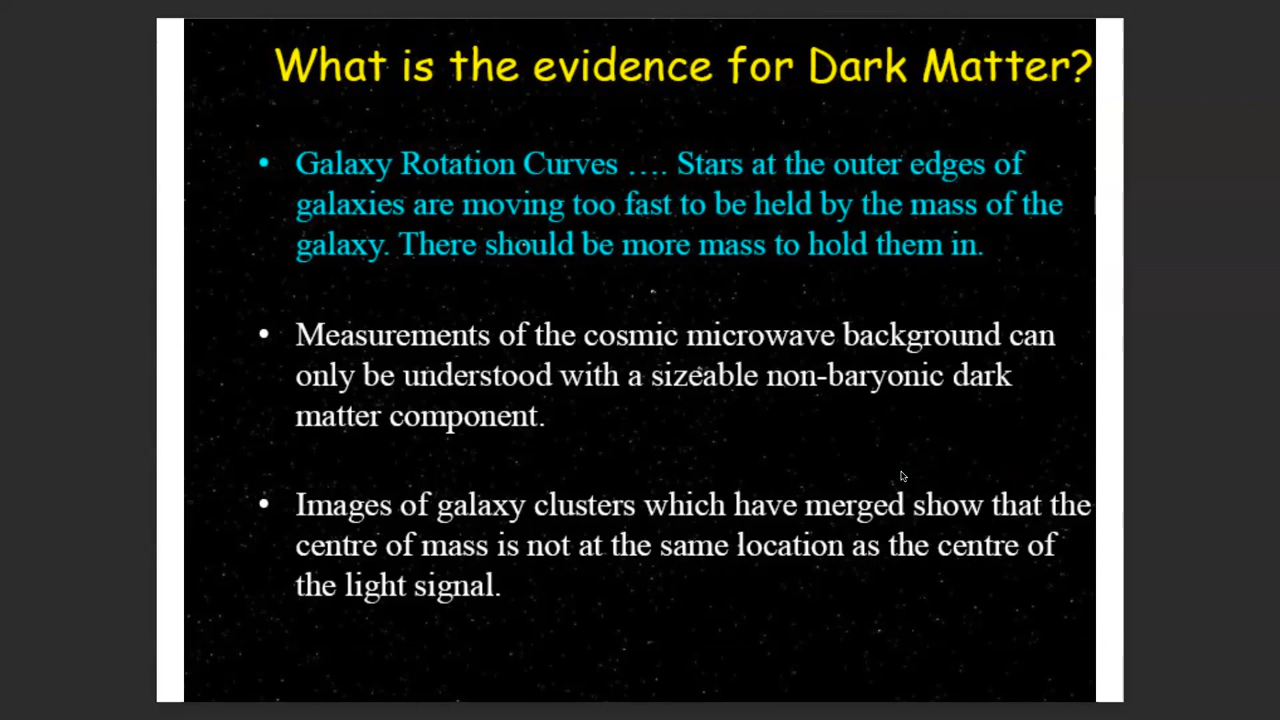 What is the evidence for Dark Matter?
• Galaxy Rotation Curves …. Stars at the outer edges of
galaxies are moving too fast to be held by the mass of the
galaxy. There should be more mass to hold them in.
• Measurements of the cosmic microwave background can
only be understood with a sizeable non-baryonic dark
matter component.
• Images of galaxy clusters which have merged show that the
centre of mass is not at the same location as the centre of
the light signal.